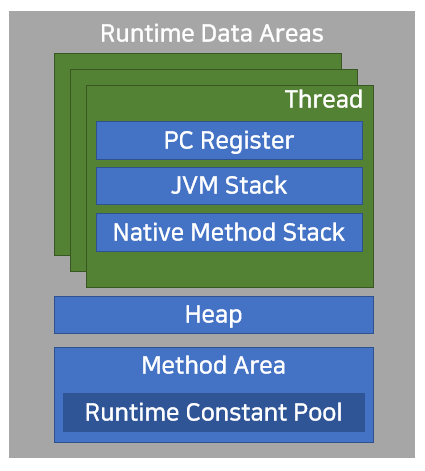 Runtime Data Areas
Thread
PC Register
JVM Stack
Native Method Stack
Heap
Method Area
Runtime Constant Pool